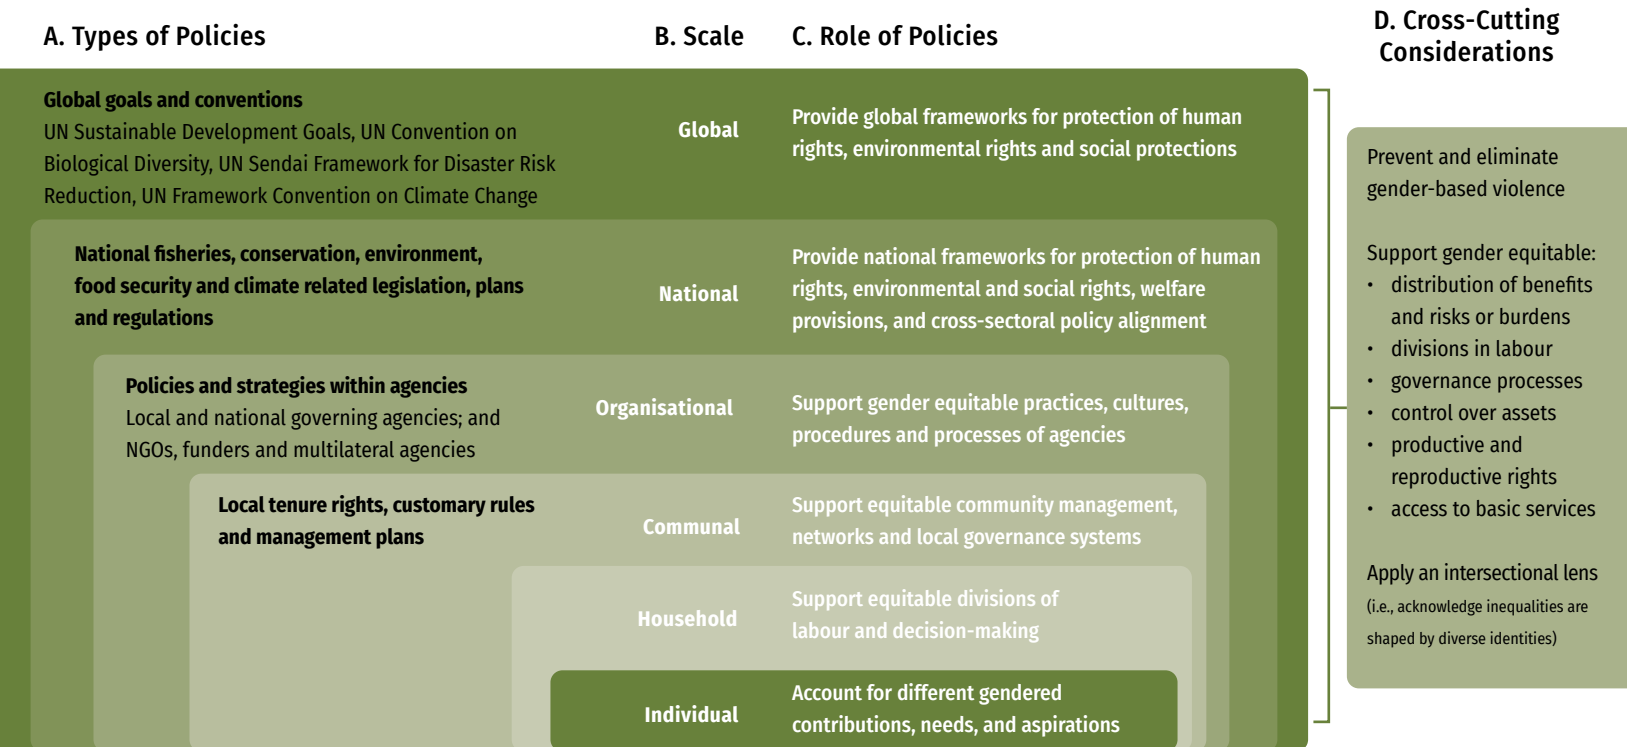 A. Types of Policies
B. Scale
C. Role of Policies
D. Cross-Cutting
Considerations
Global goals and conventions
UN Sustainable Development Goals, UN Convention on
Biological Diversity, UN Sendai Framework for Disaster Risk
Reduction, UN Framework Convention on Climate Change
Global
Provide global frameworks for protection of human
rights, environmental rights and social protections
National fisheries, conservation, environment,
food security and climate related legislation, plans
and regulations
National
Provide national frameworks for protection of human
rights, environmental and social rights, welfare
provisions, and cross-sectoral policy alignment
Policies and strategies within agencies
Local and national governing agencies; and
NGOs, funders and multilateral agencies
Organisational
Support gender equitable practices, cultures,
procedures and processes of agencies
Local tenure rights, customary rules
and management plans
Communal
Support equitable community management,
networks and local governance systems
Household
Support equitable divisions of
labour and decision-making
Individual
Account for different gendered
contributions, needs, and aspirations
Prevent and eliminate
gender-based violence
Support gender equitable:
• distribution of benefits
and risks or burdens
• divisions in labour
• governance processes
• control over assets
• productive and
reproductive rights
• access to basic services
Apply an intersectional lens
(i.e., acknowledge inequalities are
shaped by diverse identities)